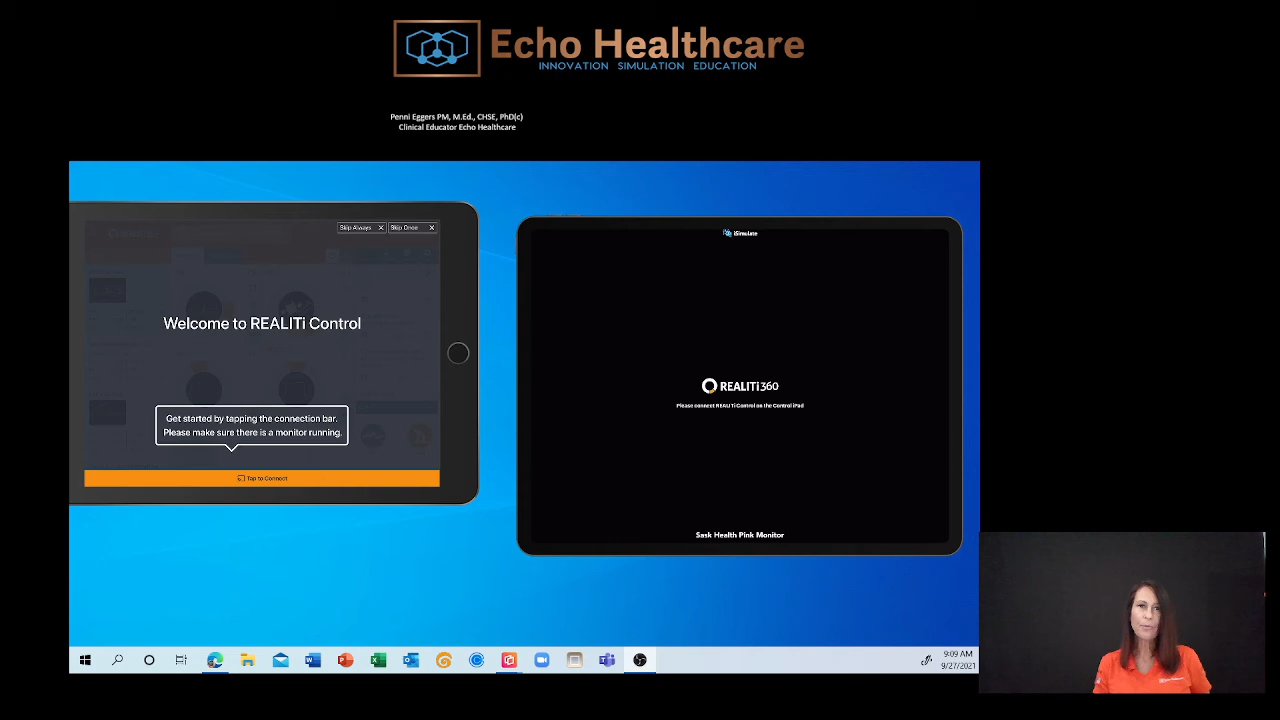 Echo Healthcare
INNOVATION SIMULATION EDUCATION
Penni Eggers PM, M.Ed., CHSE, PhD(c)
Clinical Educator Echo Healthcare
Skip Always X
Skip Once X
Welcome to REALITi Control
Get started by tapping the connection bar.
Please make sure there is a monitor running.
Tap to Connect
iSimulate
REALITi360
Please connect REALITi Control on the Control iPad
Sask Health Pink Monitor
9:09 AM
9/27/2021